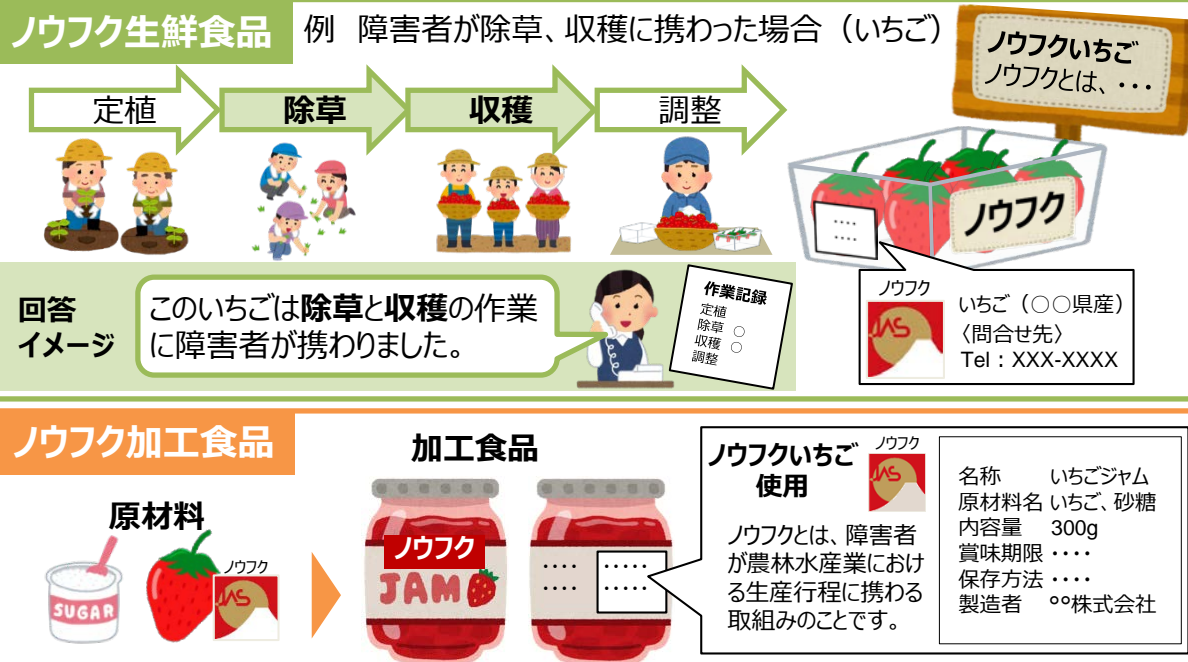 ノウフク生鮮食品
例　障害者が除草、収穫に携わった場合（いちご）
定植
除草
収穫
調整
ノウフクいちご
ノウフクとは、・・・
ノウフク
....
....
回答
イメージ
このいちごは除草と収穫の作業
に障害者が携わりました。
作業記録
定植
除草 ○
収穫 ○
調整
ノウフク
JAS
いちご（○○県産）
〈問合せ先〉
Tel：XXX-XXXX
ノウフク加工食品
原材料
SUGAR
ノウフク
JAS
加工食品
ノウフク
JAM
.... ....
.... ....
ノウフクいちご
使用
ノウフク
JAS
ノウフクとは、障害者
が農林水産業におけ
る生産行程に携わる
取組みのことです。
名称 いちごジャム
原材料名 いちご、砂糖
内容量 300g
賞味期限 ・・・・
保存方法 ・・・・
製造者 °°株式会社